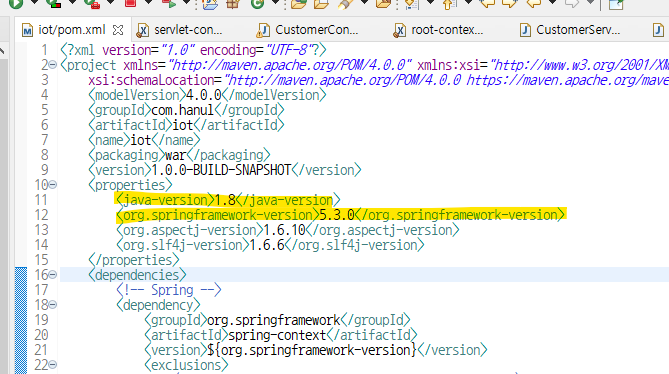 iot/pom.xml servlet-con... CustomerCon... root-contex... CustomerServ...
1 <?xml version="1.0" encoding="UTF-8"?>
2 <project xmlns="http://maven.apache.org/POM/4.0.0" xmlns:xsi="http://www.w3.org/2001/XM
3 xsi:schemaLocation="http://maven.apache.org/POM/4.0.0 https://maven.apache.org/mave
4 <modelVersion>4.0.0</modelVersion>
5 <groupId>com.hanul</groupId>
6 <artifactId>iot</artifactId>
7 <name>iot</name>
8 <packaging>war</packaging>
9 <version>1.0.0-BUILD-SNAPSHOT</version>
10 <properties>
11 <java-version>1.8</java-version>
12 <org.springframework-version>5.3.0</org.springframework-version>
13 <org.aspectj-version>1.6.10</org.aspectj-version>
14 <org.slf4j-version>1.6.6</org.slf4j-version>
15 </properties>
16 <dependencies>
17 <!-- Spring -->
18 <dependency>
19 <groupId>org.springframework</groupId>
20 <artifactId>spring-context</artifactId>
21 <version>${org.springframework-version}</version>
22 <exclusions>